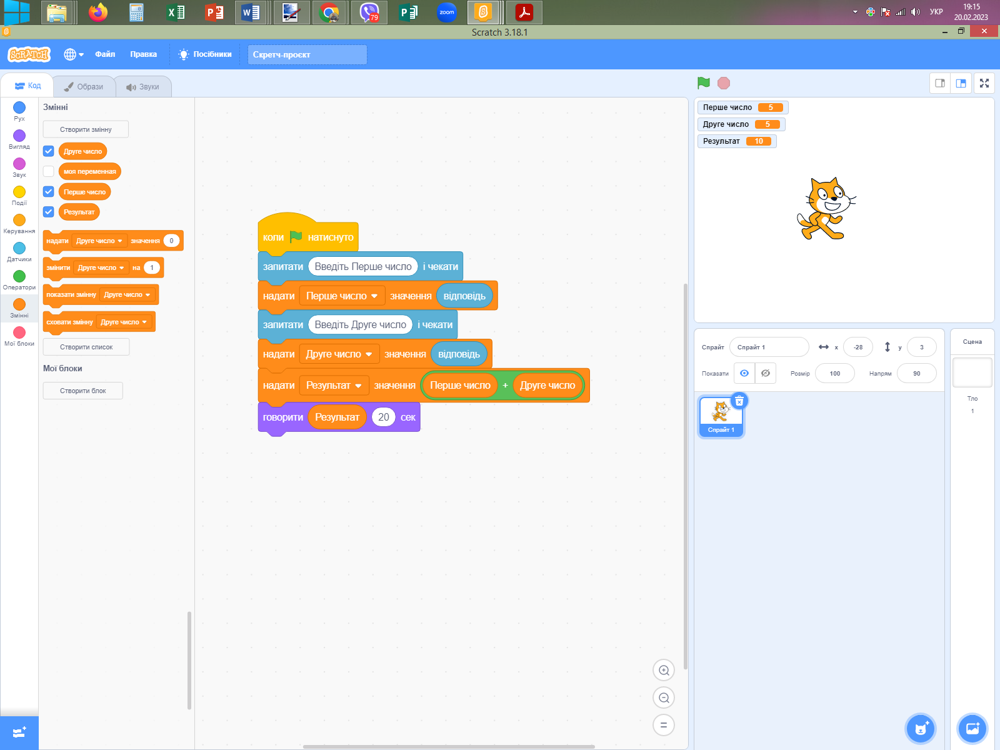 79
zoom
УКР
19:15
20.02.2023
Scratch 3.18.1
SCRATCH
Файл
Правка
Посібники
Скретч-проєкт
Код
Образи
Звуки
Рух
Вигляд
Звук
Події
Керування
Датчики
Оператори
Змінні
Мої блоки
Змінні
Створити змінну
Друге число
моя переменная
Перше число
Результат
надати Друге число значення 0
змінити Друге число на 1
показати змінну Друге число
сховати змінну Друге число
Створити список
Мої блоки
Створити блок
коли натиснуто
запитати Введіть Перше число і чекати
надати Перше число значення відповідь
запитати Введіть Друге число і чекати
надати Друге число значення відповідь
надати Результат значення Перше число + Друге число
говорити Результат 20 сек
Перше число 5
Друге число 5
Результат 10
Спрайт Спрайт 1 x -28 y 3
Показати Розмір 100 Напрям 90
Спрайт 1
Сцена
Тло
1